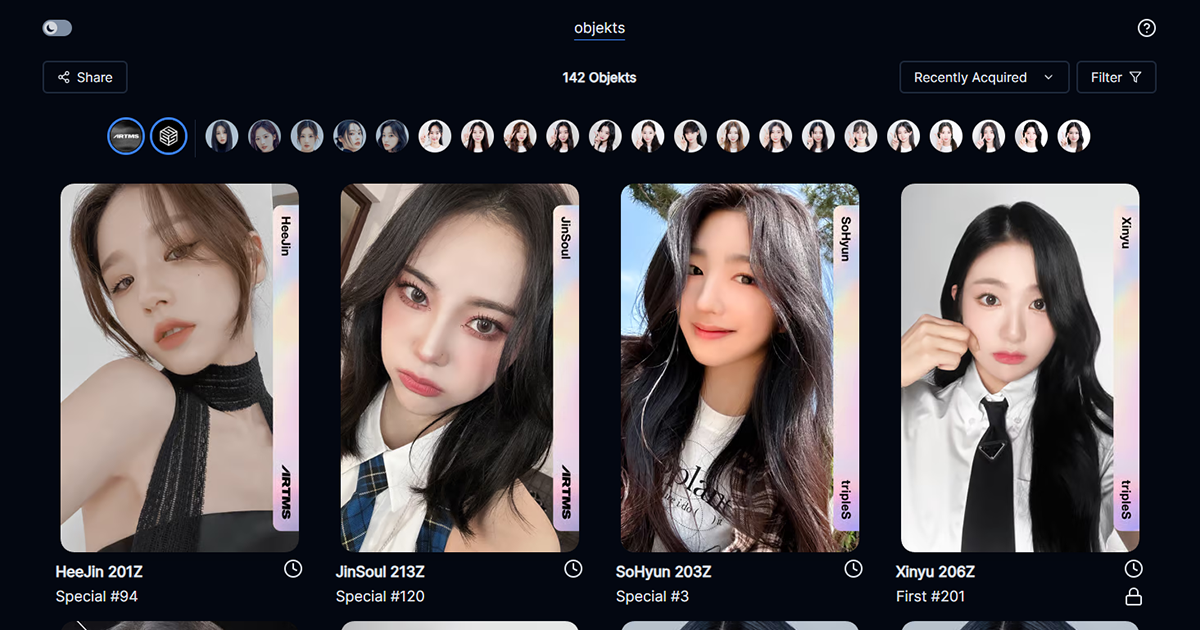 objekts
Share
142 Objekts
Recently Acquired
Filter
ARTMS
HeeJin
ARTMS
JinSoul
ARTMS
SoHyun
tripleS
Xinyu
tripleS
plan
HeeJin 201Z
Special #94
JinSoul 213Z
Special #120
SoHyun 203Z
Special #3
Xinyu 206Z
First #201